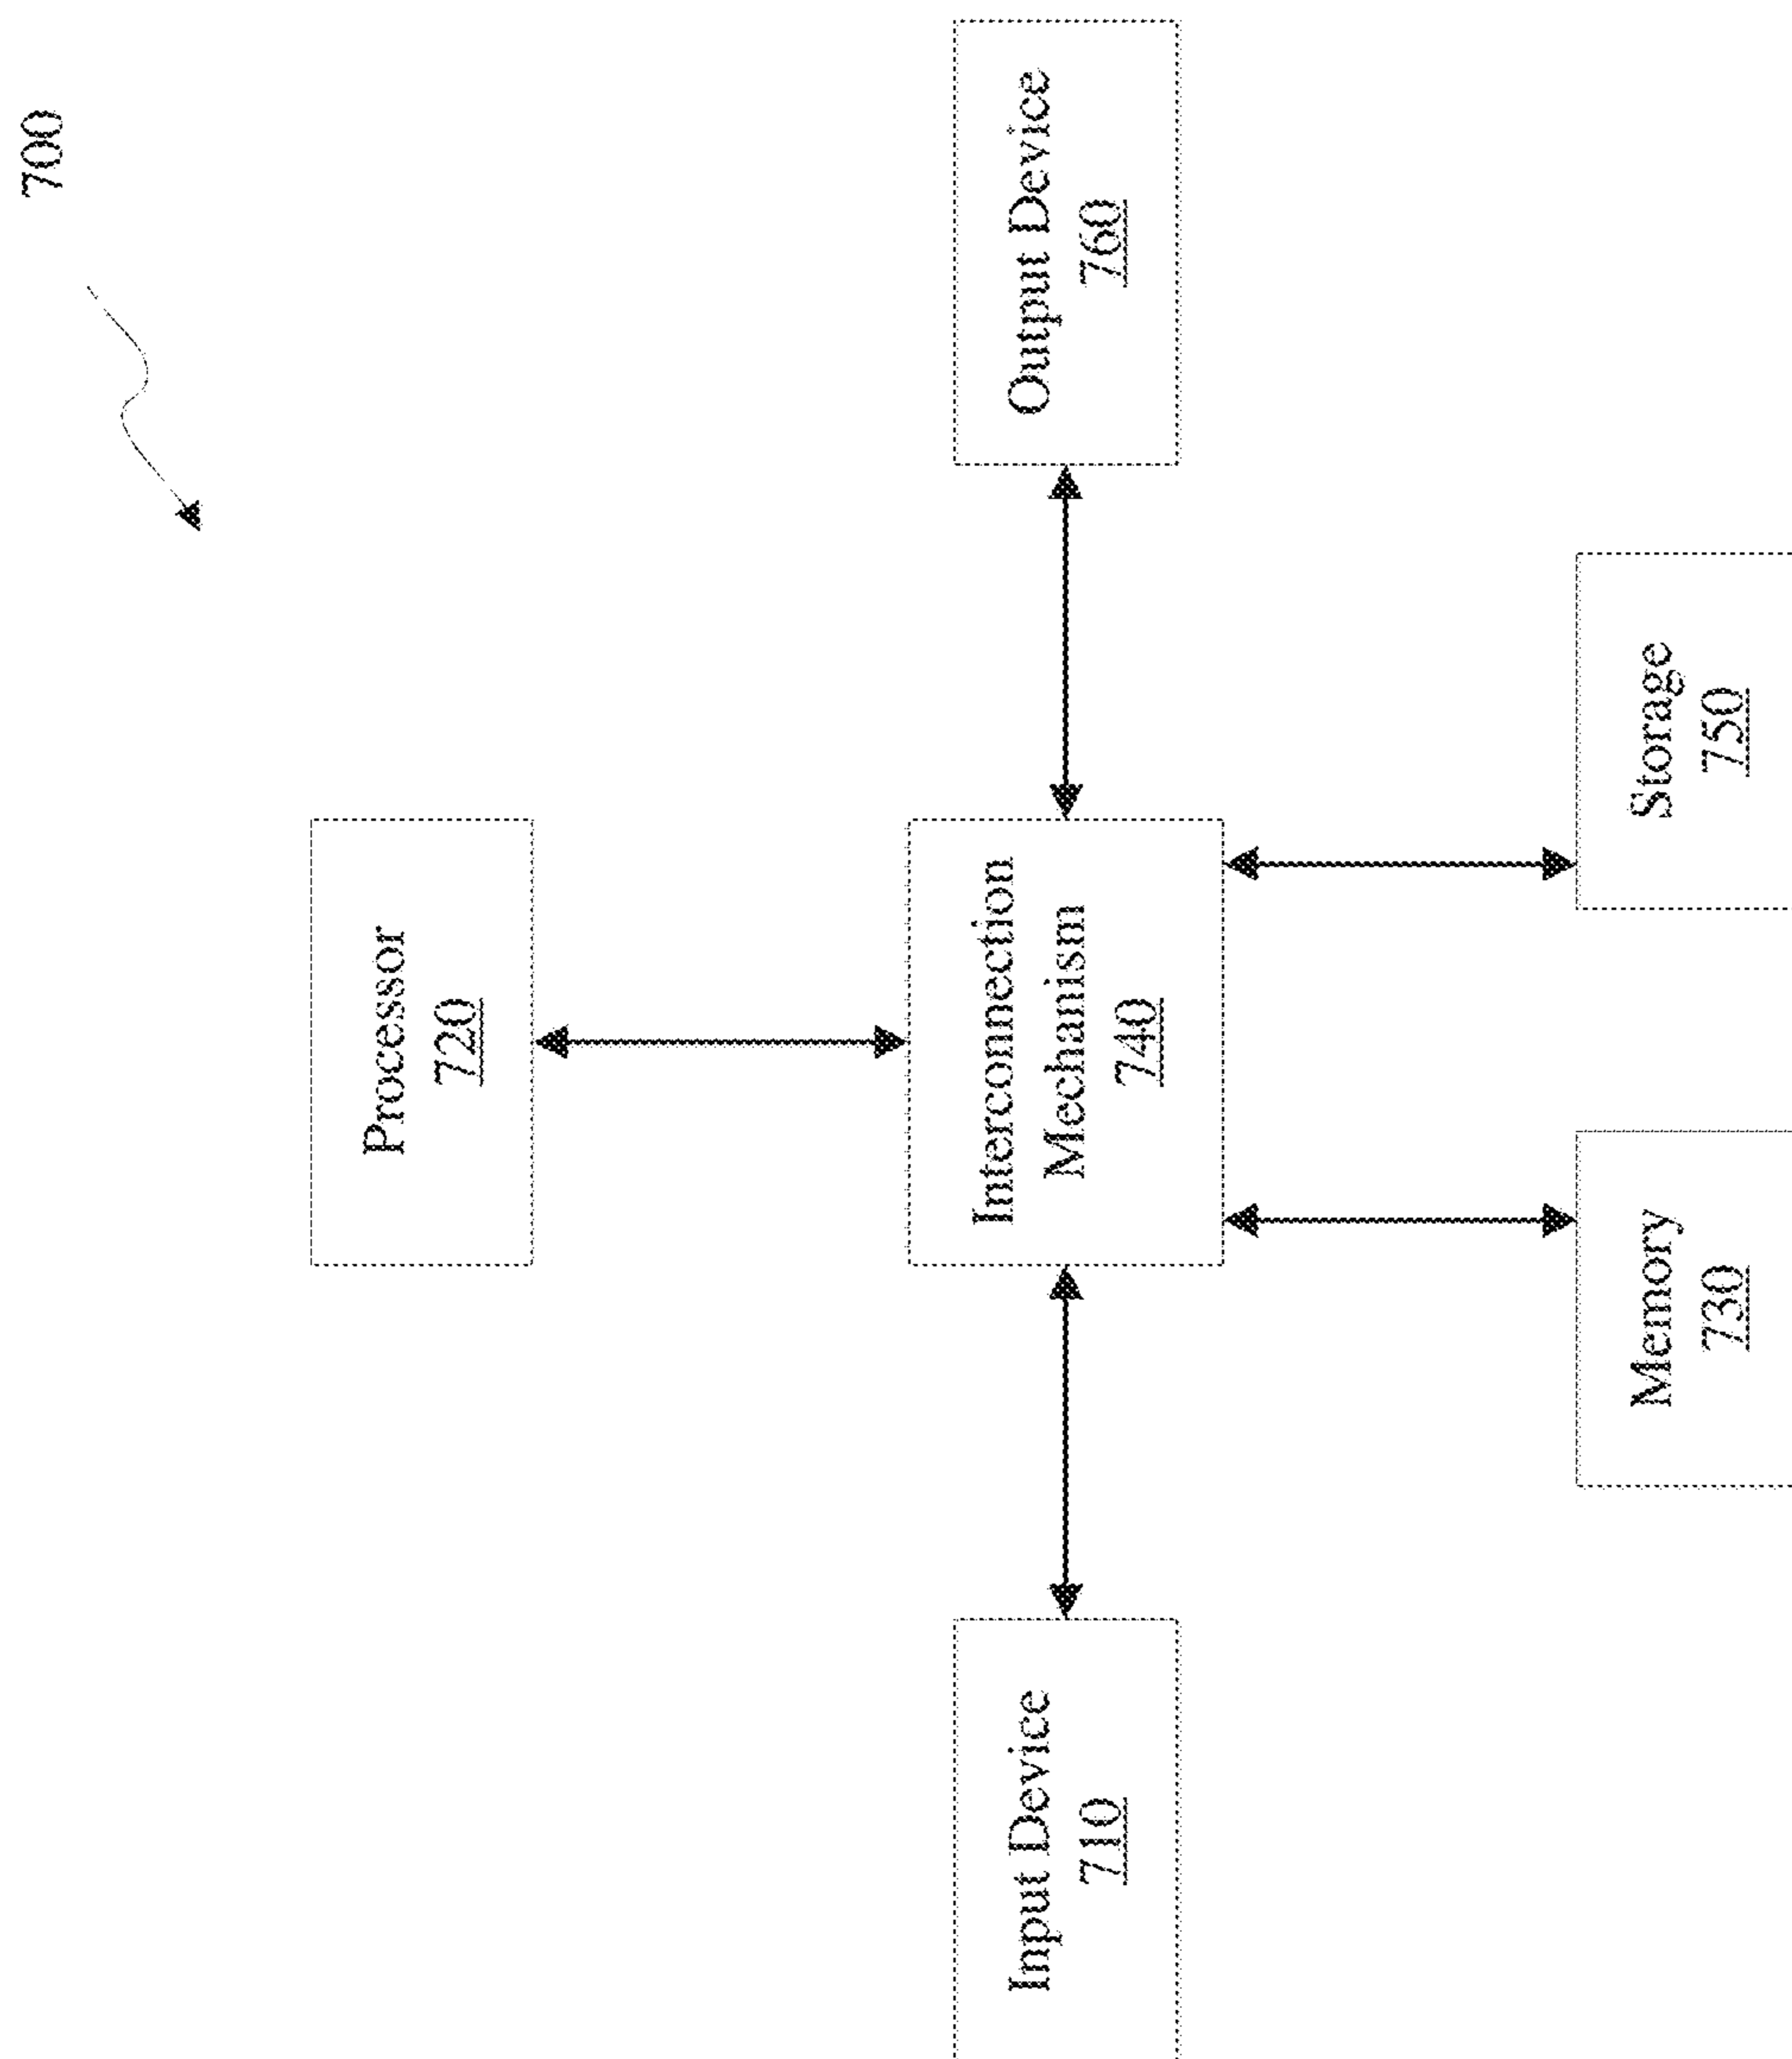 700
Processor
720
Input Device
710
Interconnection
Mechanism
740
Output Device
760
Memory
730
Storage
750